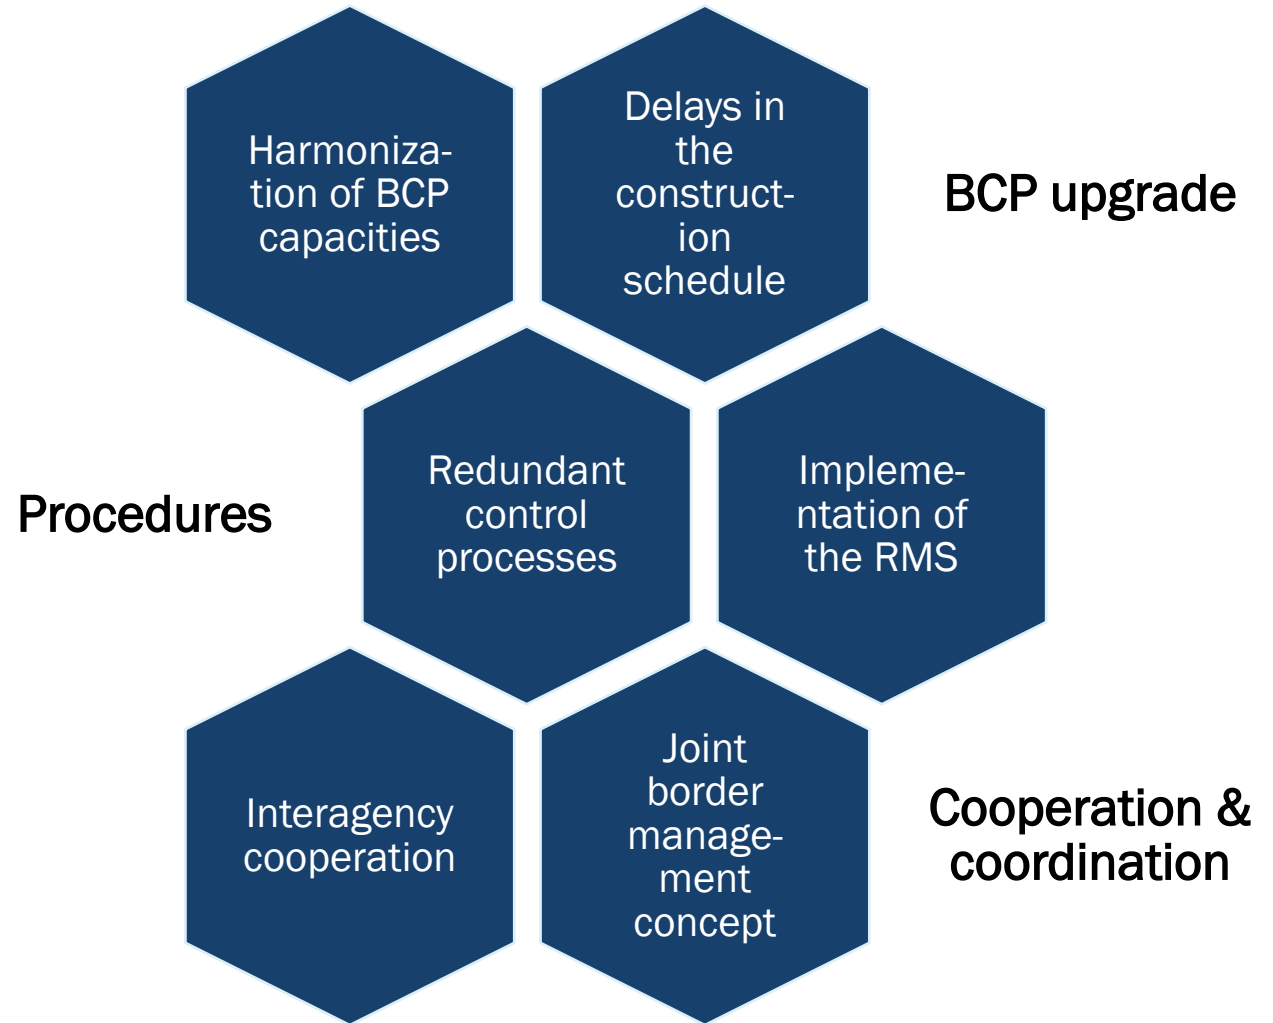 Harmoniza-
tion of BCP
capacities
Delays in
the
construct-
ion
schedule
BCP upgrade
Procedures
Redundant
control
processes
Impleme-
ntation of
the RMS
Interagency
cooperation
Joint
border
manage-
ment
concept
Cooperation &
coordination